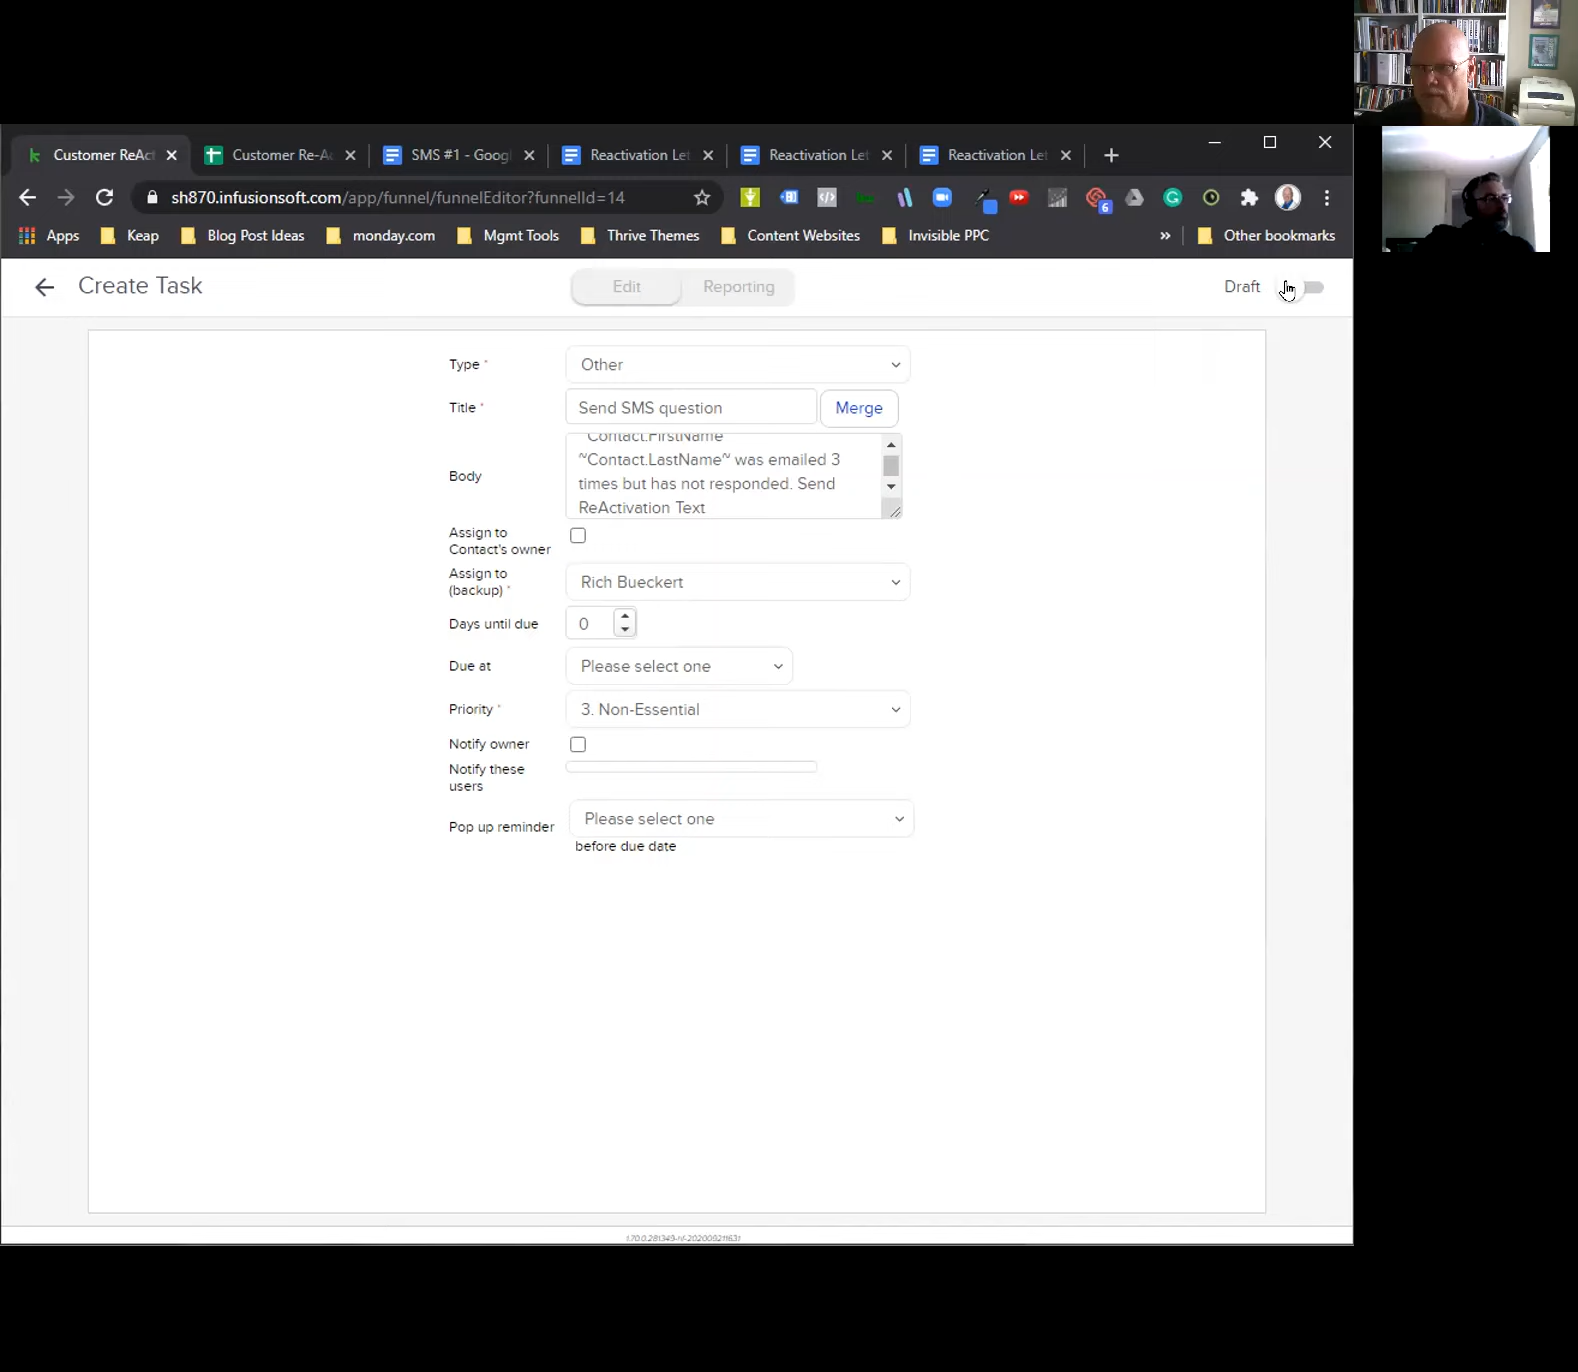 Customer ReAct
Customer Re-A
SMS #1 - Googl
Reactivation Let
Reactivation Let
Reactivation Let
sh870.infusionsoft.com/app/funnel/funnelEditor?funnelId=14
6
Apps
Keap
Blog Post Ideas
monday.com
Mgmt Tools
Thrive Themes
Content Websites
Invisible PPC
»
Other bookmarks
Create Task
Edit
Reporting
Draft
Type *
Other
Title *
Send SMS question
Merge
Body
Contact.FirstName
~Contact.LastName~ was emailed 3
times but has not responded. Send
ReActivation Text
Assign to
Contact's owner
Assign to
(backup) *
Rich Bueckert
Days until due
0
Due at
Please select one
Priority *
3. Non-Essential
Notify owner
Notify these
users
Pop up reminder
Please select one
before due date